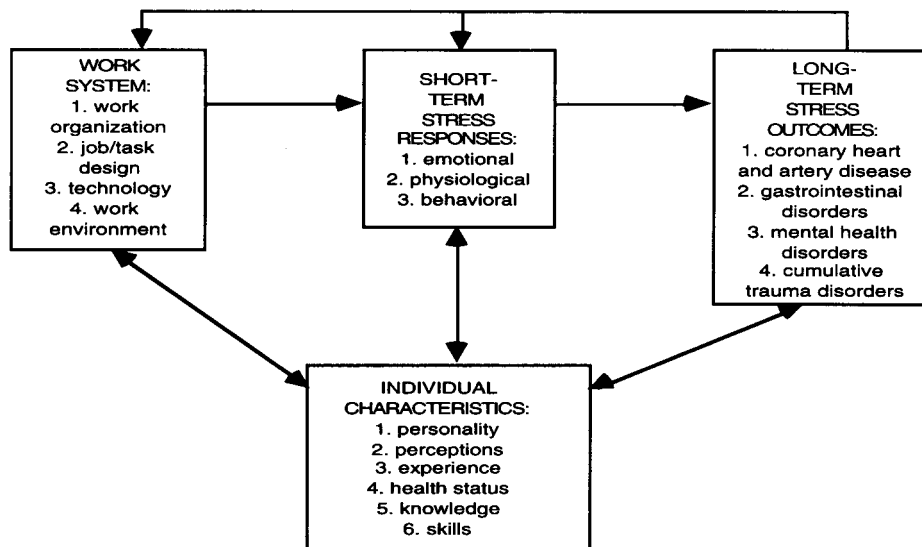 WORK
SYSTEM:
1. work
organization
2. job/task
design
3. technology
4. work
environment
SHORT-
TERM
STRESS
RESPONSES:
1. emotional
2. physiological
3. behavioral
LONG-
TERM
STRESS
OUTCOMES:
1. coronary heart
and artery disease
2. gastrointestinal
disorders
3. mental health
disorders
4. cumulative
trauma disorders
INDIVIDUAL
CHARACTERISTICS:
1. personality
2. perceptions
3. experience
4. health status
5. knowledge
6. skills